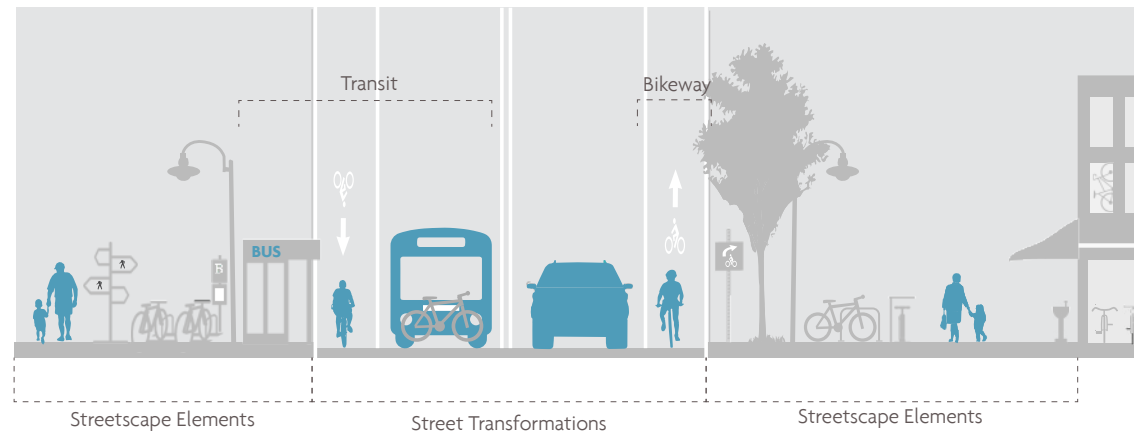 Transit
Bikeway
BUS
B
Streetscape Elements
Street Transformations
Streetscape Elements